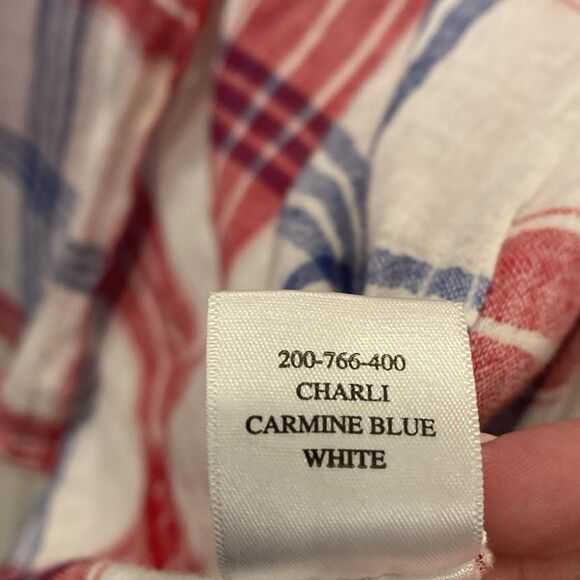 200-766-400
CHARLI
CARMINE BLUE
WHITE